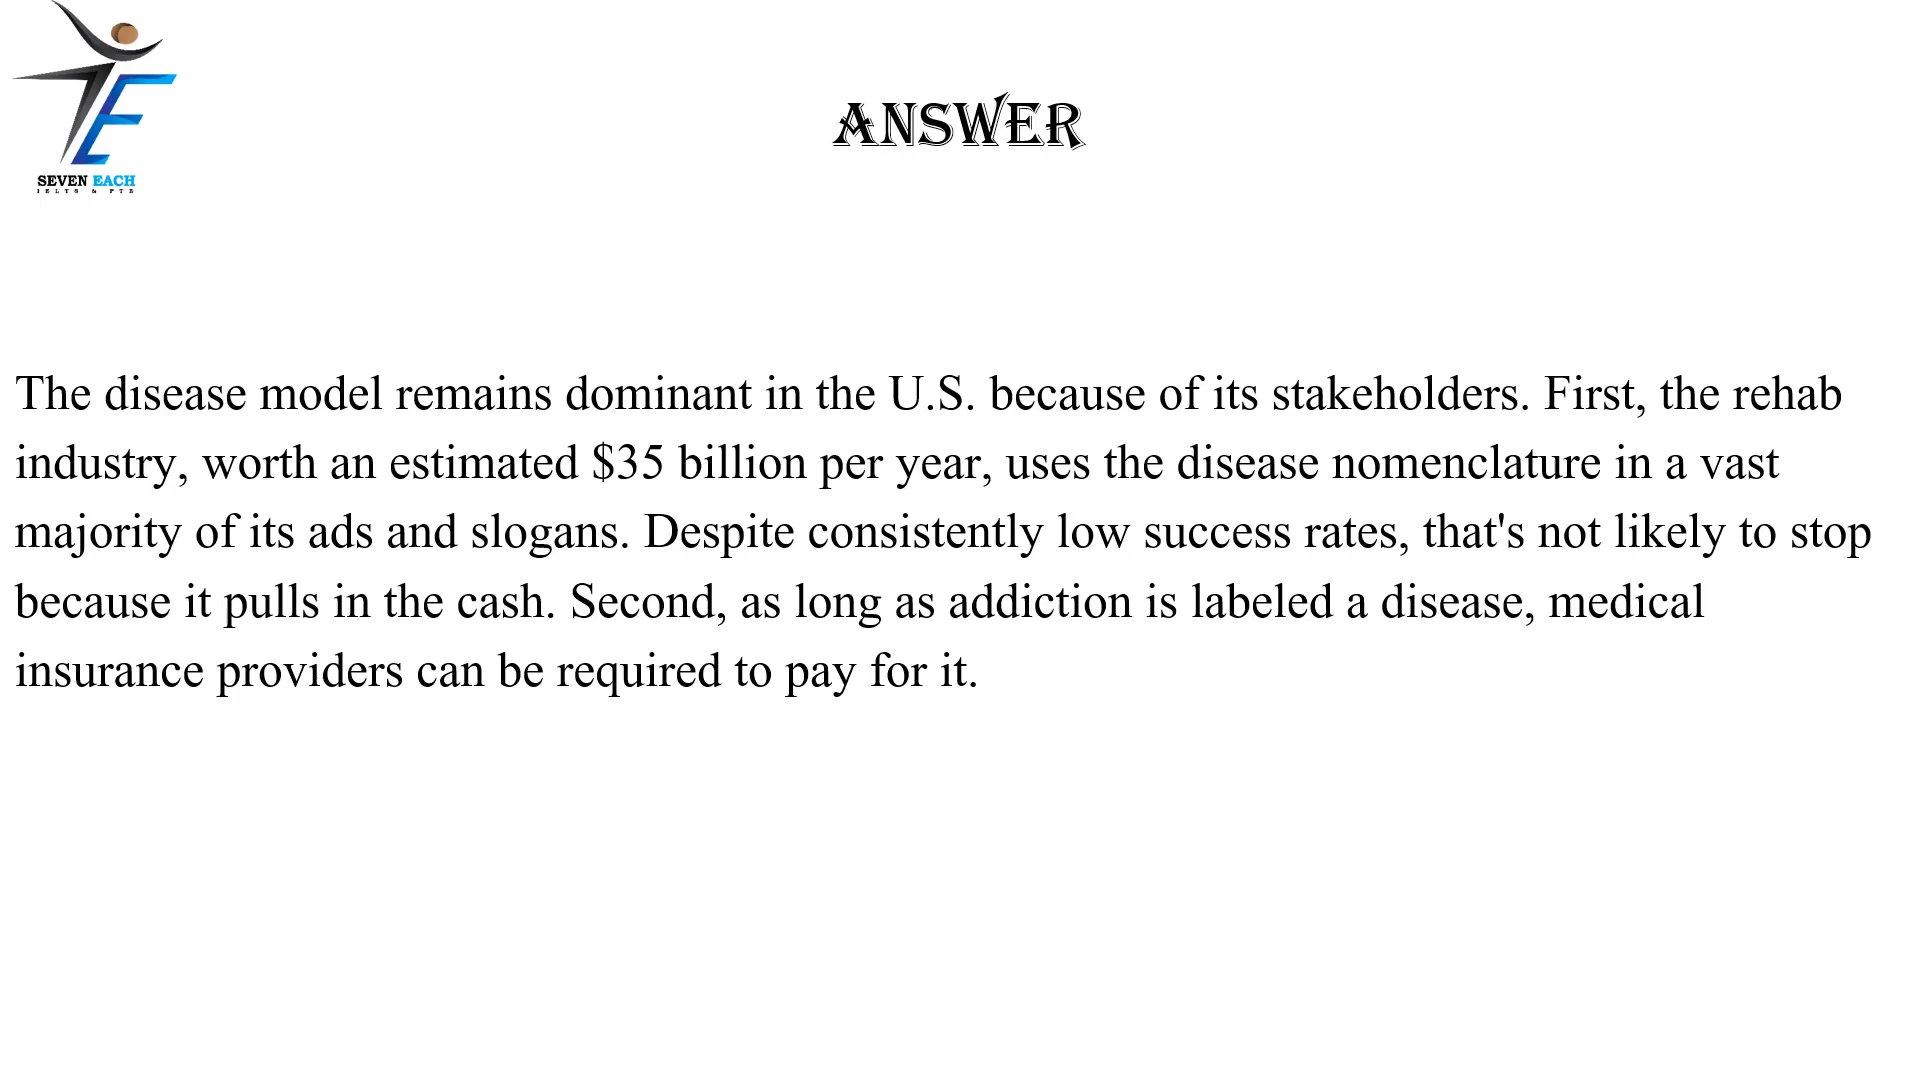 SEVEN EACH
IELTS & PTE
ANSWER
The disease model remains dominant in the U.S. because of its stakeholders. First, the rehab
industry, worth an estimated $35 billion per year, uses the disease nomenclature in a vast
majority of its ads and slogans. Despite consistently low success rates, that's not likely to stop
because it pulls in the cash. Second, as long as addiction is labeled a disease, medical
insurance providers can be required to pay for it.